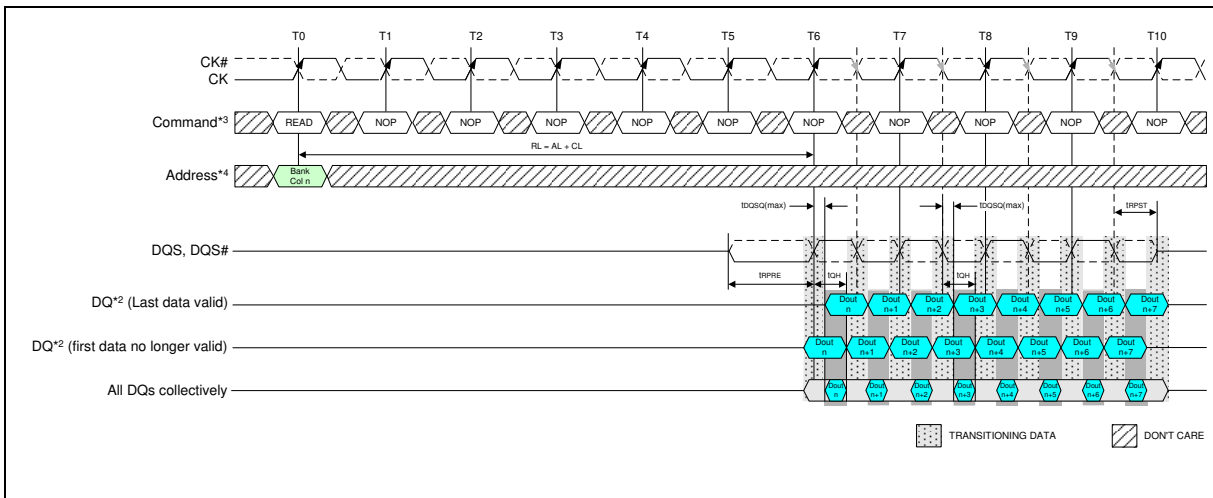 T0 T1 T2 T3 T4 T5 T6 T7 T8 T9 T10
CK#
CK
Command*3 READ NOP NOP NOP NOP NOP NOP NOP NOP NOP NOP
RL = AL + CL
Address*4 Bank
Col n
tDQSQ(max) tDQSQ(max) tRPST
DQS, DQS#
tRPRE tQH tQH
DQ*2 (Last data valid) Dout n Dout n+1 Dout n+2 Dout n+3 Dout n+4 Dout n+5 Dout n+6 Dout n+7
DQ*2 (first data no longer valid) Dout n Dout n+1 Dout n+2 Dout n+3 Dout n+4 Dout n+5 Dout n+6 Dout n+7
All DQs collectively Dout n Dout n+1 Dout n+2 Dout n+3 Dout n+4 Dout n+5 Dout n+6 Dout n+7
TRANSITIONING DATA DON'T CARE